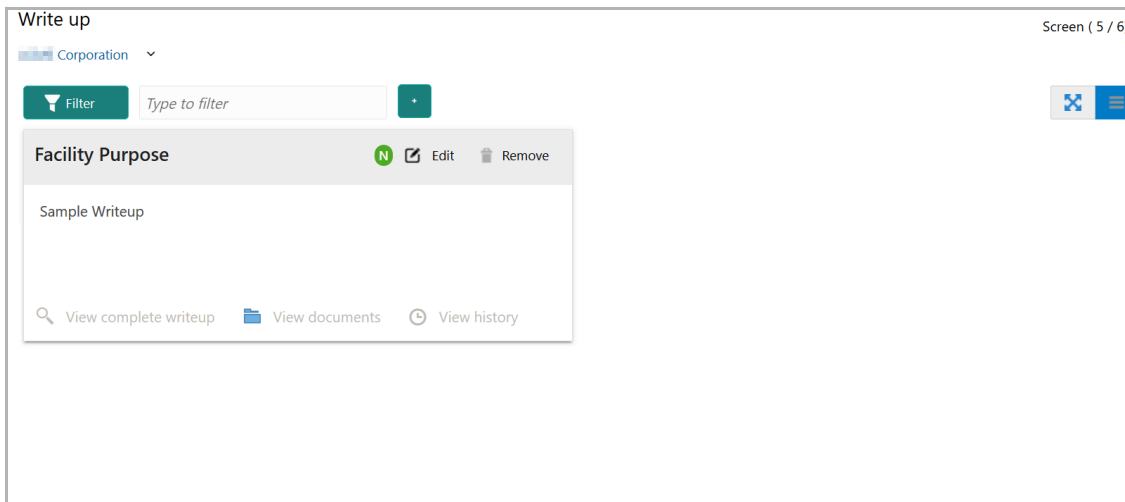 Write up
Screen ( 5 / 6
Corporation
Filter
Type to filter
+
Facility Purpose
N
Edit
Remove
Sample Writeup
View complete writeup
View documents
View history